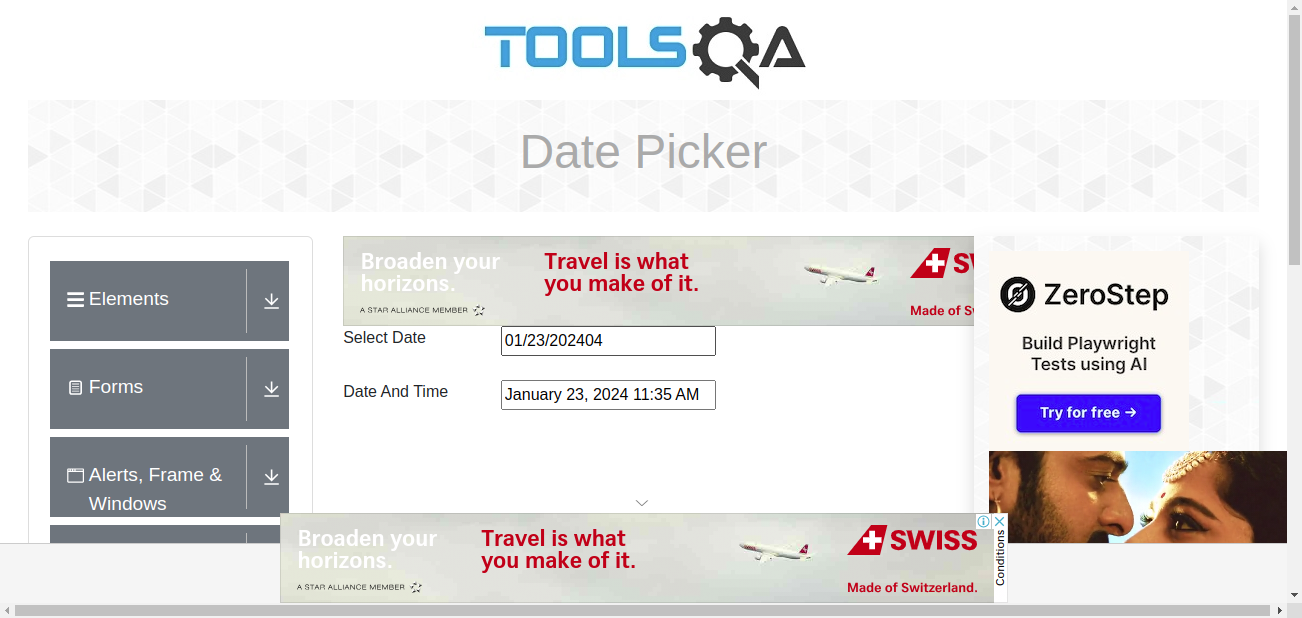 TOOLSQA
Date Picker
Elements
Forms
Alerts, Frame &
Windows
Broaden your
horizons.
A STAR ALLIANCE MEMBER
Travel is what
you make of it.
SW
Made of Sw
Select Date
01/23/202404
Date And Time
January 23, 2024 11:35 AM
ZeroStep
Build Playwright
Tests using AI
Try for free →
Broaden your
horizons.
A STAR ALLIANCE MEMBER
Travel is what
you make of it.
SWISS
Made of Switzerland.
Conditions